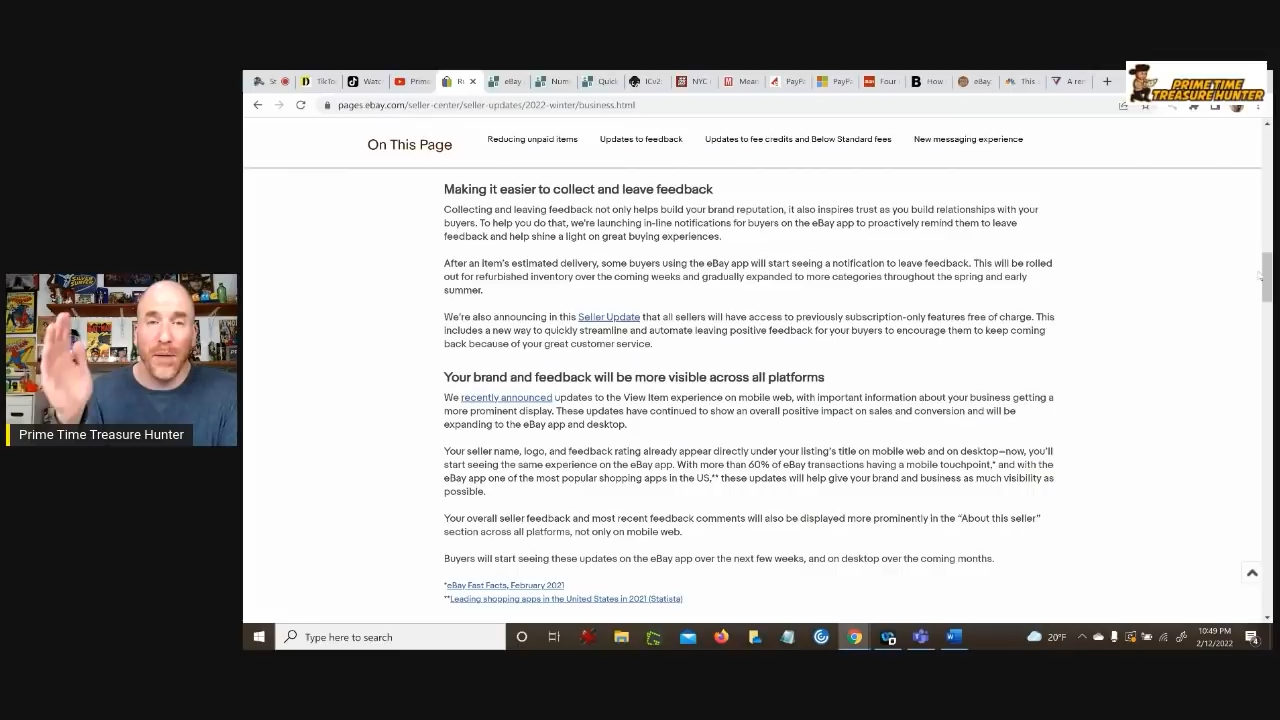 St
TikTo
Watc
Prime
Ri
eBay
Num
Quick
ICv2:
NYC
Mear
PayPa
PayPa
Four
How
eBay
This
A re
PRIME TIME
TREASURE HUNTER
pages.ebay.com/seller-center/seller-updates/2022-winter/business.html
On This Page
Reducing unpaid items
Updates to feedback
Updates to fee credits and Below Standard fees
New messaging experience
Making it easier to collect and leave feedback
Collecting and leaving feedback not only helps build your brand reputation, it also inspires trust as you build relationships with your
buyers. To help you do that, we're launching in-line notifications for buyers on the eBay app to proactively remind them to leave
feedback and help shine a light on great buying experiences.
After an item's estimated delivery, some buyers using the eBay app will start seeing a notification to leave feedback. This will be rolled
out for refurbished inventory over the coming weeks and gradually expanded to more categories throughout the spring and early
summer.
We're also announcing in this Seller Update that all sellers will have access to previously subscription-only features free of charge. This
includes a new way to quickly streamline and automate leaving positive feedback for your buyers to encourage them to keep coming
back because of your great customer service.
Your brand and feedback will be more visible across all platforms
We recently announced updates to the View Item experience on mobile web, with important information about your business getting a
more prominent display. These updates have continued to show an overall positive impact on sales and conversion and will be
expanding to the eBay app and desktop.
Your seller name, logo, and feedback rating already appear directly under your listing's title on mobile web and on desktop—now, you'll
start seeing the same experience on the eBay app. With more than 60% of eBay transactions having a mobile touchpoint,* and with the
eBay app one of the most popular shopping apps in the US,** these updates will help give your brand and business as much visibility as
possible.
Your overall seller feedback and most recent feedback comments will also be displayed more prominently in the "About this seller"
section across all platforms, not only on mobile web.
Buyers will start seeing these updates on the eBay app over the next few weeks, and on desktop over the coming months.
*eBay Fast Facts, February 2021
**Leading shopping apps in the United States in 2021 (Statista)
SILVER
SURFER
Prime Time Treasure Hunter
Type here to search
20°F
10:49 PM
2/12/2022